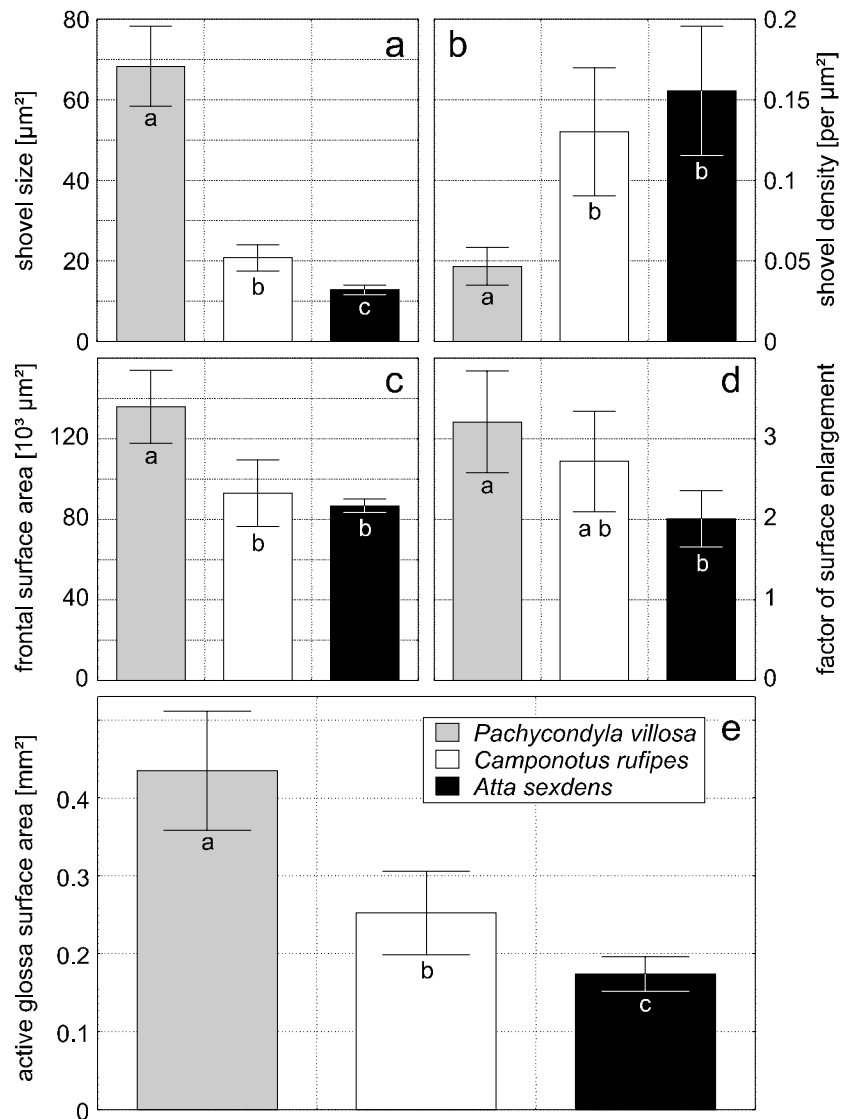 80
60
40
20
0
shovel size [µm²]
a
a
b
c
b
a
b
b
0.2
0.15
0.1
0.05
0
shovel density [per µm²]
120
80
40
0
frontal surface area [10³ µm²]
c
a
b
b
d
a
a b
b
3
2
1
0
factor of surface enlargement
0.4
0.3
0.2
0.1
0
active glossa surface area [mm²]
e
Pachycondyla villosa
Camponotus rufipes
Atta sexdens
a
b
c